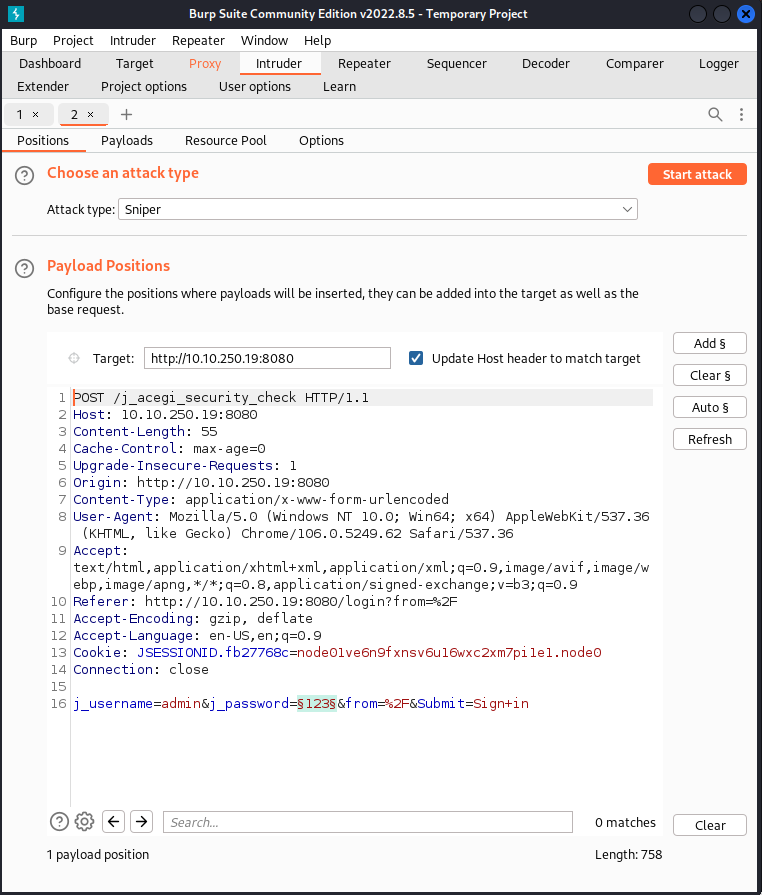 Burp Suite Community Edition v2022.8.5 - Temporary Project
Burp Project Intruder Repeater Window Help
Dashboard Target Proxy Intruder Repeater Sequencer Decoder Comparer Logger
Extender Project options User options Learn
1 × 2 × +
Positions Payloads Resource Pool Options
? Choose an attack type Start attack
Attack type: Sniper
? Payload Positions
Configure the positions where payloads will be inserted, they can be added into the target as well as the
base request.
Add §
Target: http://10.10.250.19:8080 Update Host header to match target
Clear §
Auto §
Refresh
1 POST /j_acegi_security_check HTTP/1.1
2 Host: 10.10.250.19:8080
3 Content-Length: 55
4 Cache-Control: max-age=0
5 Upgrade-Insecure-Requests: 1
6 Origin: http://10.10.250.19:8080
7 Content-Type: application/x-www-form-urlencoded
8 User-Agent: Mozilla/5.0 (Windows NT 10.0; Win64; x64) AppleWebKit/537.36
(KHTML, like Gecko) Chrome/106.0.5249.62 Safari/537.36
9 Accept:
text/html,application/xhtml+xml,application/xml;q=0.9,image/avif,image/w
ebp,image/apng,*/*;q=0.8,application/signed-exchange;v=b3;q=0.9
10 Referer: http://10.10.250.19:8080/login?from=%2F
11 Accept-Encoding: gzip, deflate
12 Accept-Language: en-US,en;q=0.9
13 Cookie: JSESSIONID.fb27768c=node01ve6n9fxnsv6u16wxc2xm7pi1e1.node0
14 Connection: close
15
16 j_username=admin&j_password=§123§&from=%2F&Submit=Sign+in
? Search... 0 matches Clear
1 payload position Length: 758